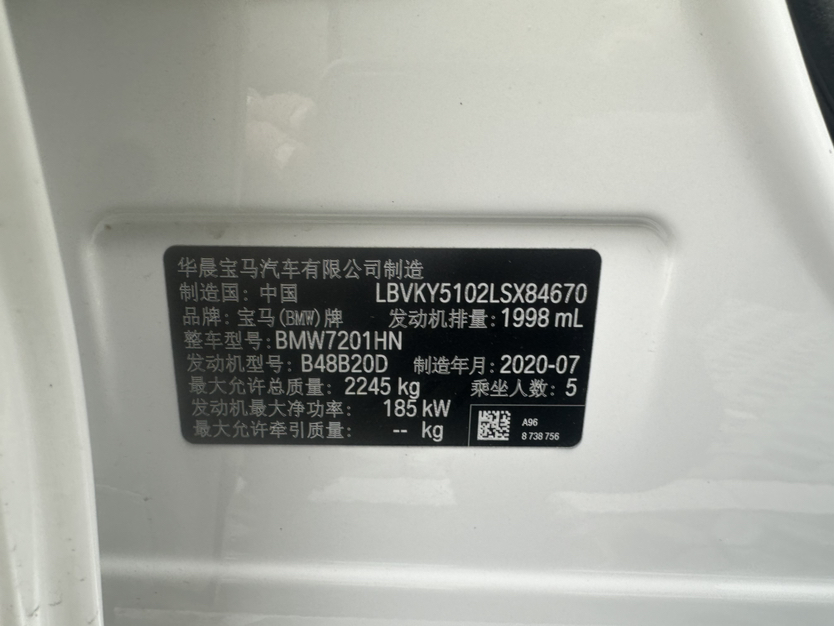 华晨宝马汽车有限公司制造
制造国: 中国 LBVKY5102LSX84670
品牌: 宝马(BMW)牌 发动机排量: 1998 mL
整车型号: BMW7201HN
发动机型号: B48B20D 制造年月: 2020-07
最大允许总质量: 2245 kg 乘坐人数: 5
发动机最大净功率: 185 kW
最大允许牵引质量: -- kg
A96
8 738 756